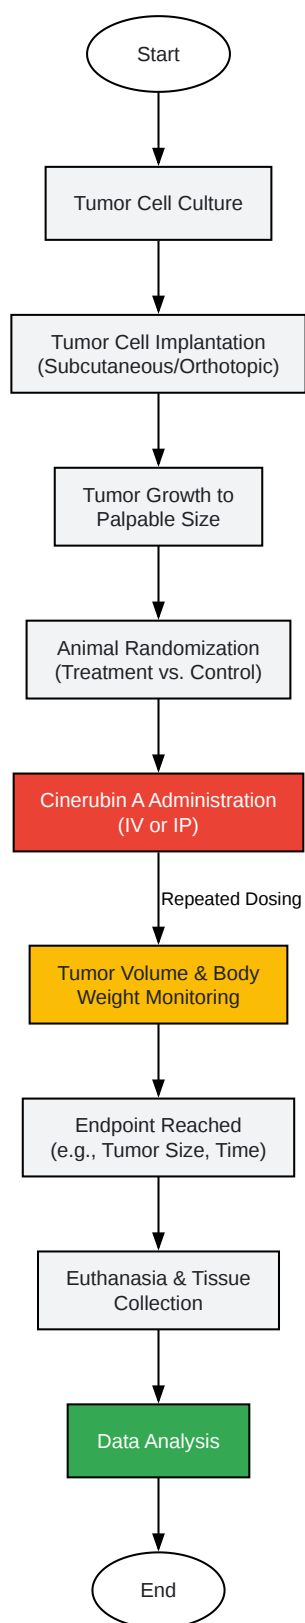 Start
Tumor Cell Culture
Tumor Cell Implantation
(Subcutaneous/Orthotopic)
Tumor Growth to
Palpable Size
Animal Randomization
(Treatment vs. Control)
Cinerubin A Administration
(IV or IP)
Repeated Dosing
Tumor Volume & Body
Weight Monitoring
Endpoint Reached
(e.g., Tumor Size, Time)
Euthanasia & Tissue
Collection
Data Analysis
End